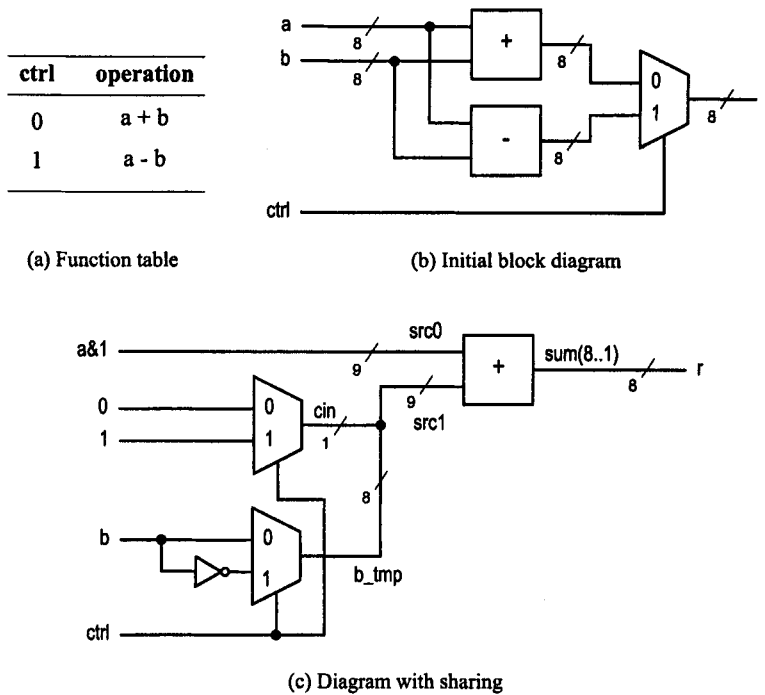 ctrl operation
0 a + b
1 a - b
(a) Function table
a
8
b
8
+
8
-
8
0
1
8
ctrl
(b) Initial block diagram
a&1
9
src0
+
sum(8..1)
8
r
0
1
0
1
cin
1
9
src1
8
b
0
1
b_tmp
ctrl
(c) Diagram with sharing